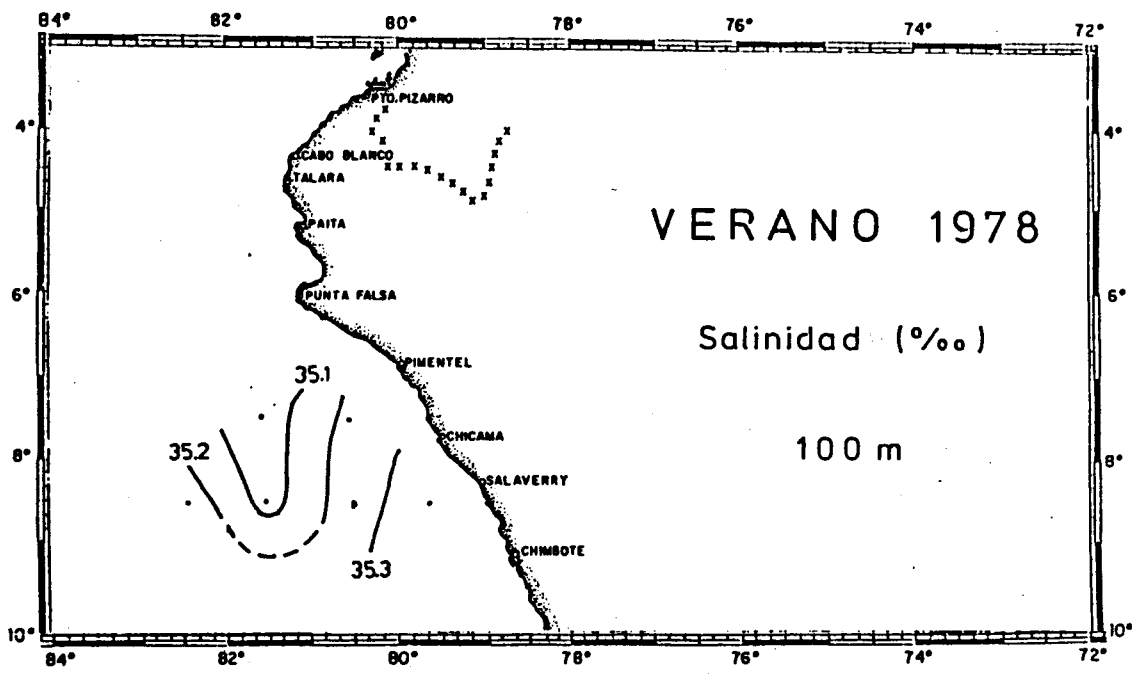 84° 82° 80° 78° 76° 74° 72°
PTO. PIZARRO
4° 4°
CABO BLANCO
TALARA
PAITA
VERANO 1978
6° 6°
PUNTA FALSA
Salinidad (‰)
PIMENTEL
35.1
CHICAMA
100 m
35.2
8° 8°
SALAVERRY
CHIMBOTE
35.3
10° 10°
84° 82° 80° 78° 76° 74° 72°